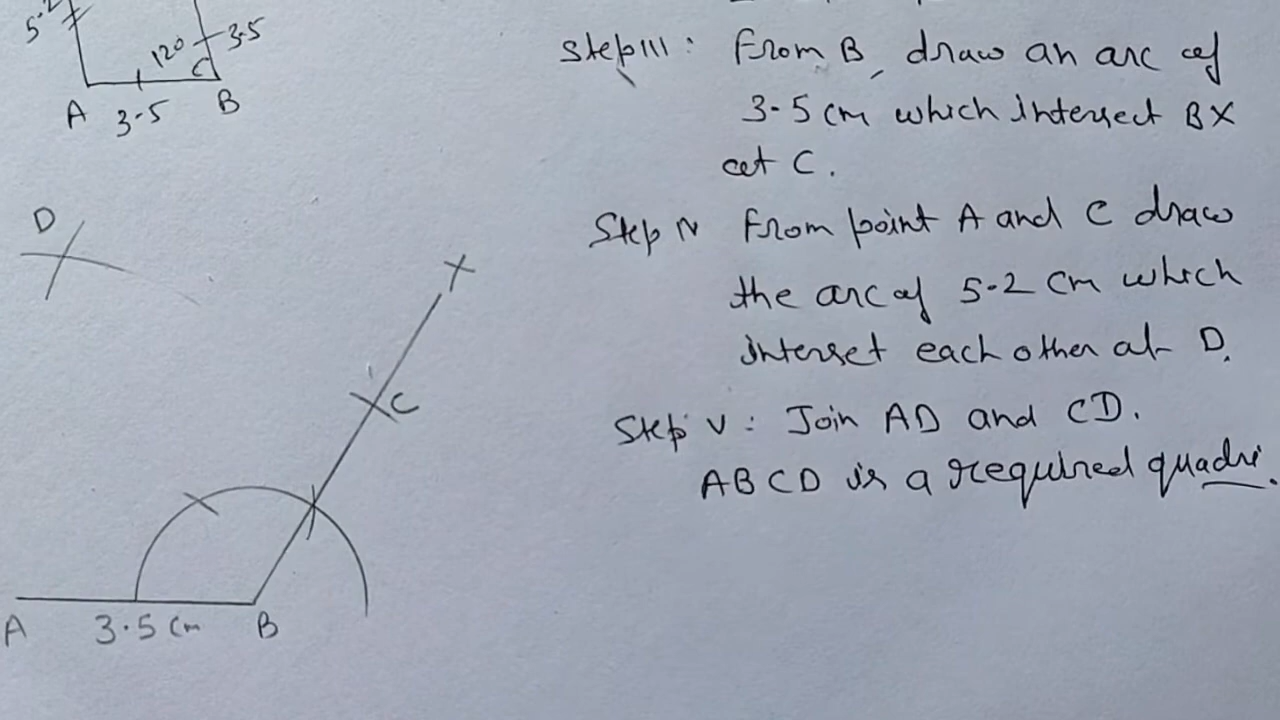 5.2
120
3.5
A
3.5
B
Step III : From B, draw an arc of
3.5 cm which intersect BX
at C.
Step IV From point A and C draw
the arc of 5.2 cm which
interset each other at D.
Step V : Join AD and CD.
ABCD is a required quadri.
D
X
C
A
3.5 cm
B